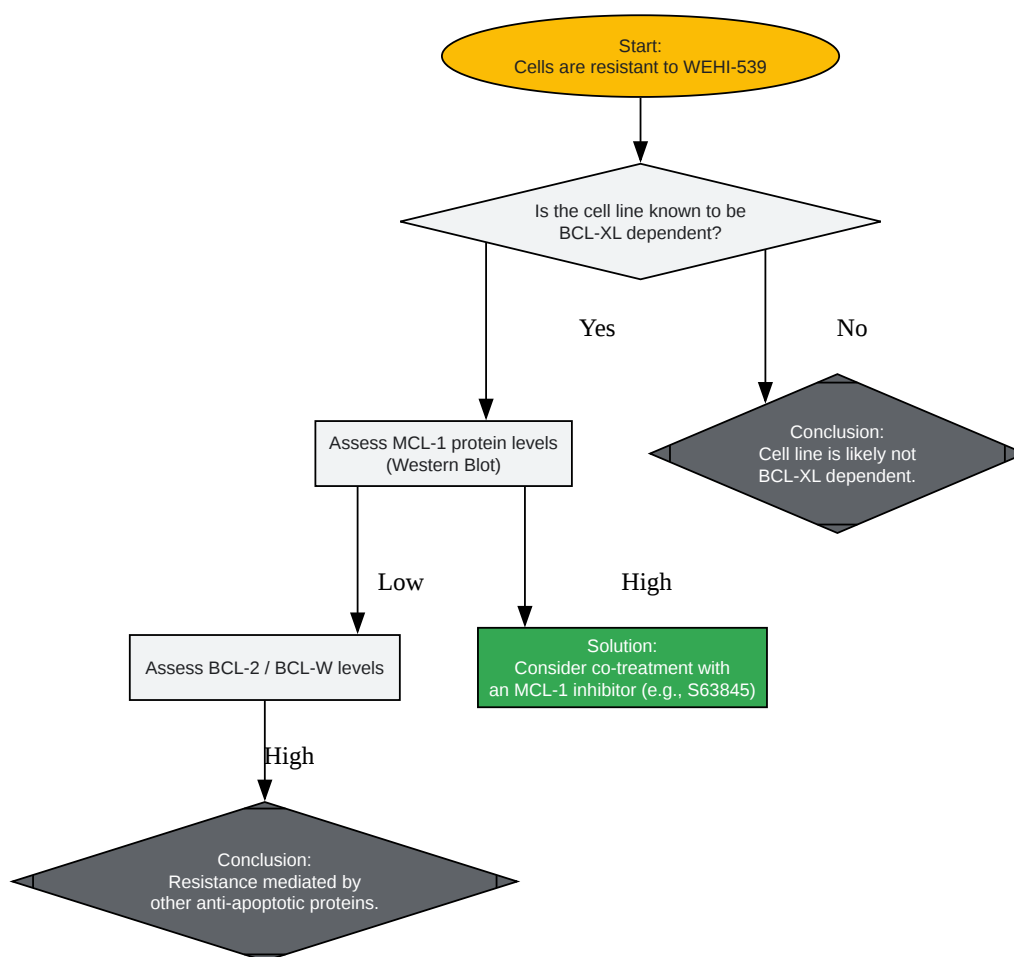 Start:
Cells are resistant to WEHI-539
Is the cell line known to be
BCL-XL dependent?
Yes
No
Conclusion:
Cell line is likely not
BCL-XL dependent.
Assess MCL-1 protein levels
(Western Blot)
Low
High
Assess BCL-2 / BCL-W levels
Solution:
Consider co-treatment with
an MCL-1 inhibitor (e.g., S63845)
High
Conclusion:
Resistance mediated by
other anti-apoptotic proteins.